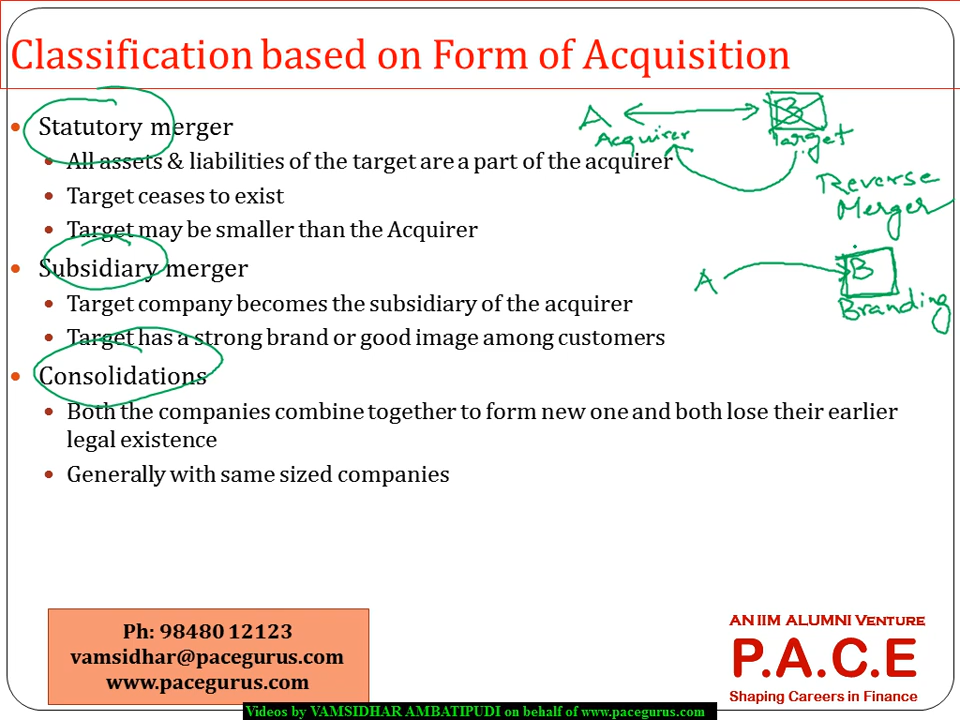 Classification based on Form of Acquisition
• Statutory merger
• All assets & liabilities of the target are a part of the acquirer
• Target ceases to exist
• Target may be smaller than the Acquirer
• Subsidiary merger
• Target company becomes the subsidiary of the acquirer
• Target has a strong brand or good image among customers
• Consolidations
• Both the companies combine together to form new one and both lose their earlier
legal existence
• Generally with same sized companies
A B
Acquirer Target
Reverse
Merger
A B
Branding
Ph: 98480 12123
vamsidhar@pacegurus.com
www.pacegurus.com
AN IIM ALUMNI VENTURE
P.A.C.E
Shaping Careers in Finance
Videos by VAMSIDHAR AMBATIPUDI on behalf of www.pacegurus.com